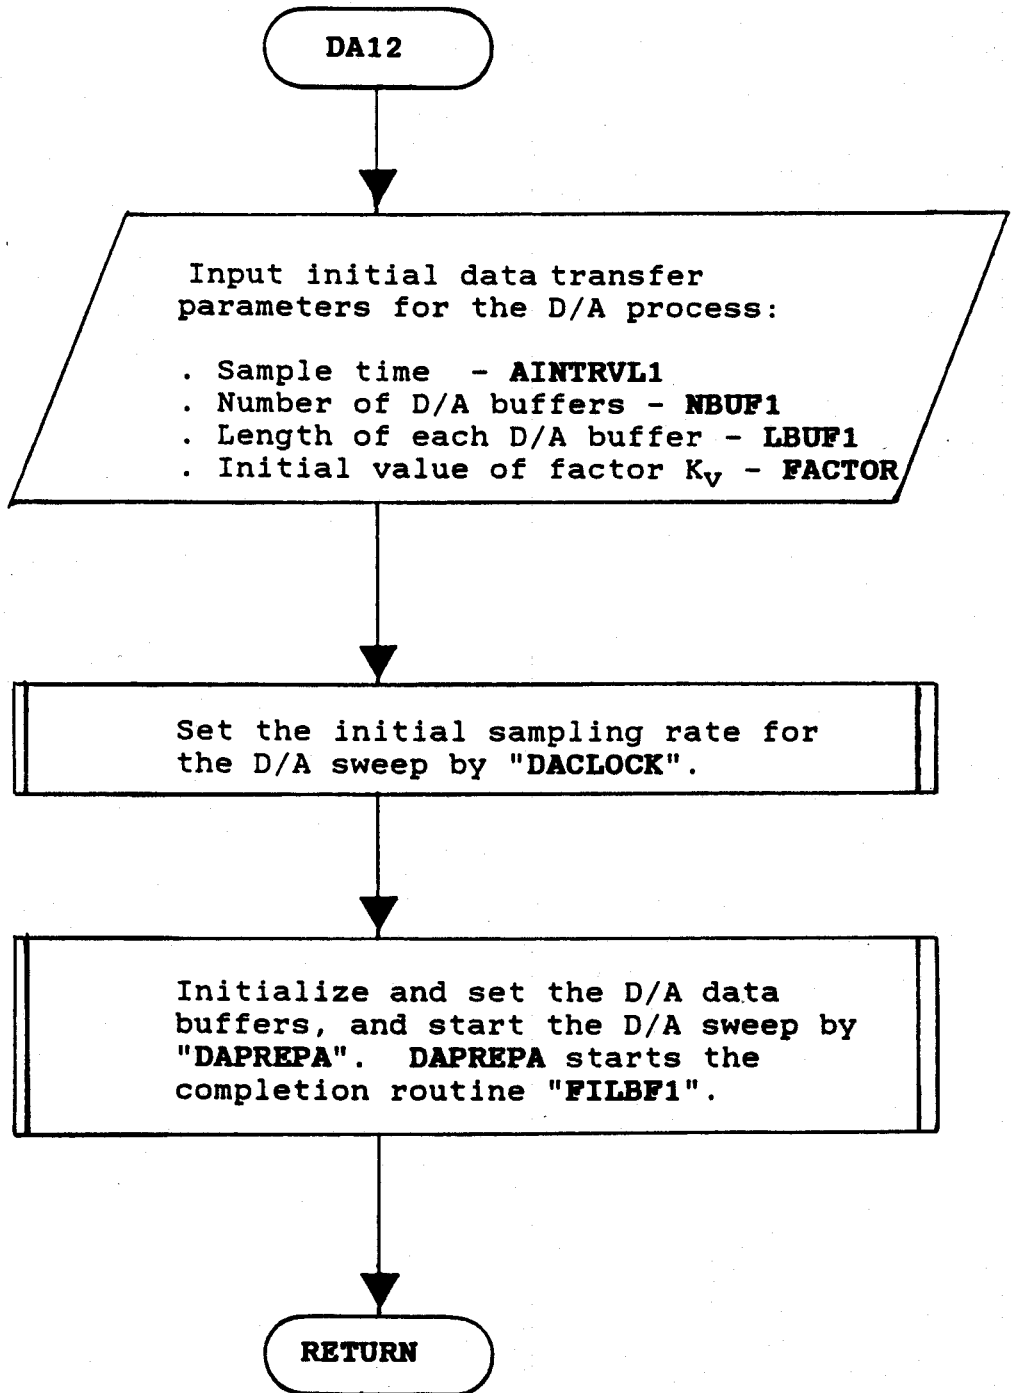 DA12
Input initial data transfer
parameters for the D/A process:
. Sample time - AINTRVL1
. Number of D/A buffers - NBUF1
. Length of each D/A buffer - LBUF1
. Initial value of factor Kv - FACTOR
Set the initial sampling rate for
the D/A sweep by "DACLOCK".
Initialize and set the D/A data
buffers, and start the D/A sweep by
"DAPREPA". DAPREPA starts the
completion routine "FILBF1".
RETURN